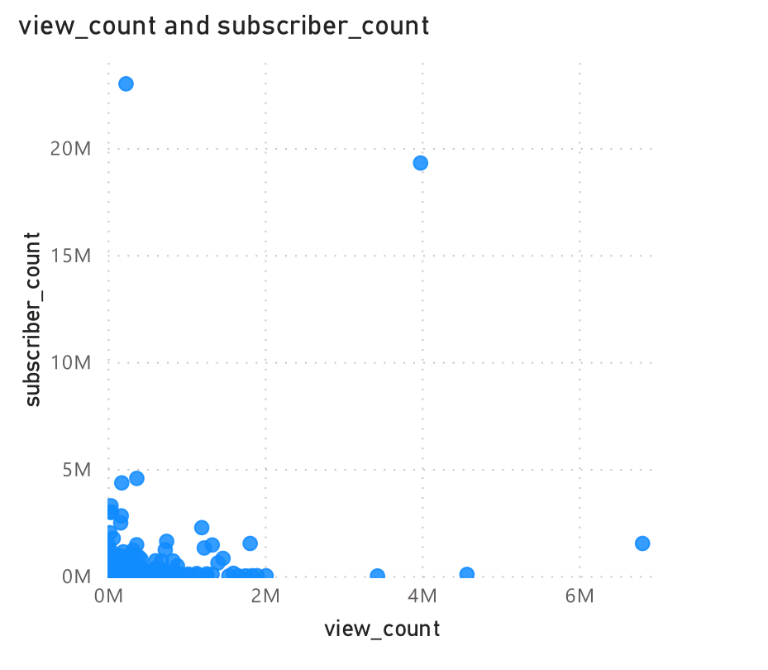 view_count and subscriber_count
20M
15M
10M
5M
0M
subscriber_count
0M 2M 4M 6M
view_count